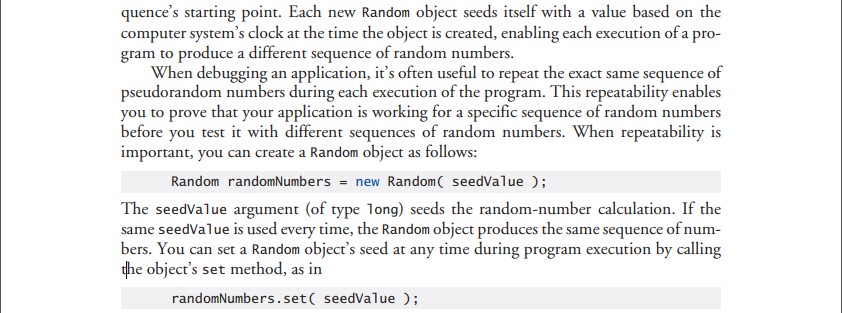 quence's starting point. Each new Random object seeds itself with a value based on the
computer system's clock at the time the object is created, enabling each execution of a pro-
gram to produce a different sequence of random numbers.
When debugging an application, it's often useful to repeat the exact same sequence of
pseudorandom numbers during each execution of the program. This repeatability enables
you to prove that your application is working for a specific sequence of random numbers
before you test it with different sequences of random numbers. When repeatability is
important, you can create a Random object as follows:
Random randomNumbers = new Random( seedValue );
The seedValue argument (of type long) seeds the random-number calculation. If the
same seedValue is used every time, the Random object produces the same sequence of num-
bers. You can set a Random object's seed at any time during program execution by calling
the object's set method, as in
randomNumbers.set( seedValue );